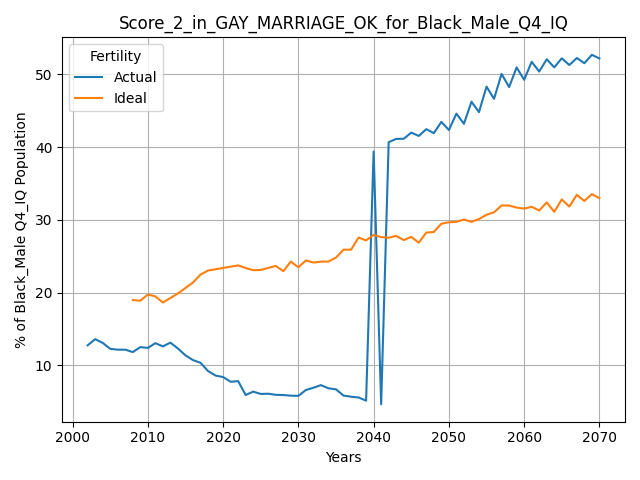 Score_2_in_GAY_MARRIAGE_OK_for_Black_Male_Q4_IQ
Fertility
Actual
Ideal
% of Black_Male Q4_IQ Population
50
40
30
20
10
2000 2010 2020 2030 2040 2050 2060 2070
Years